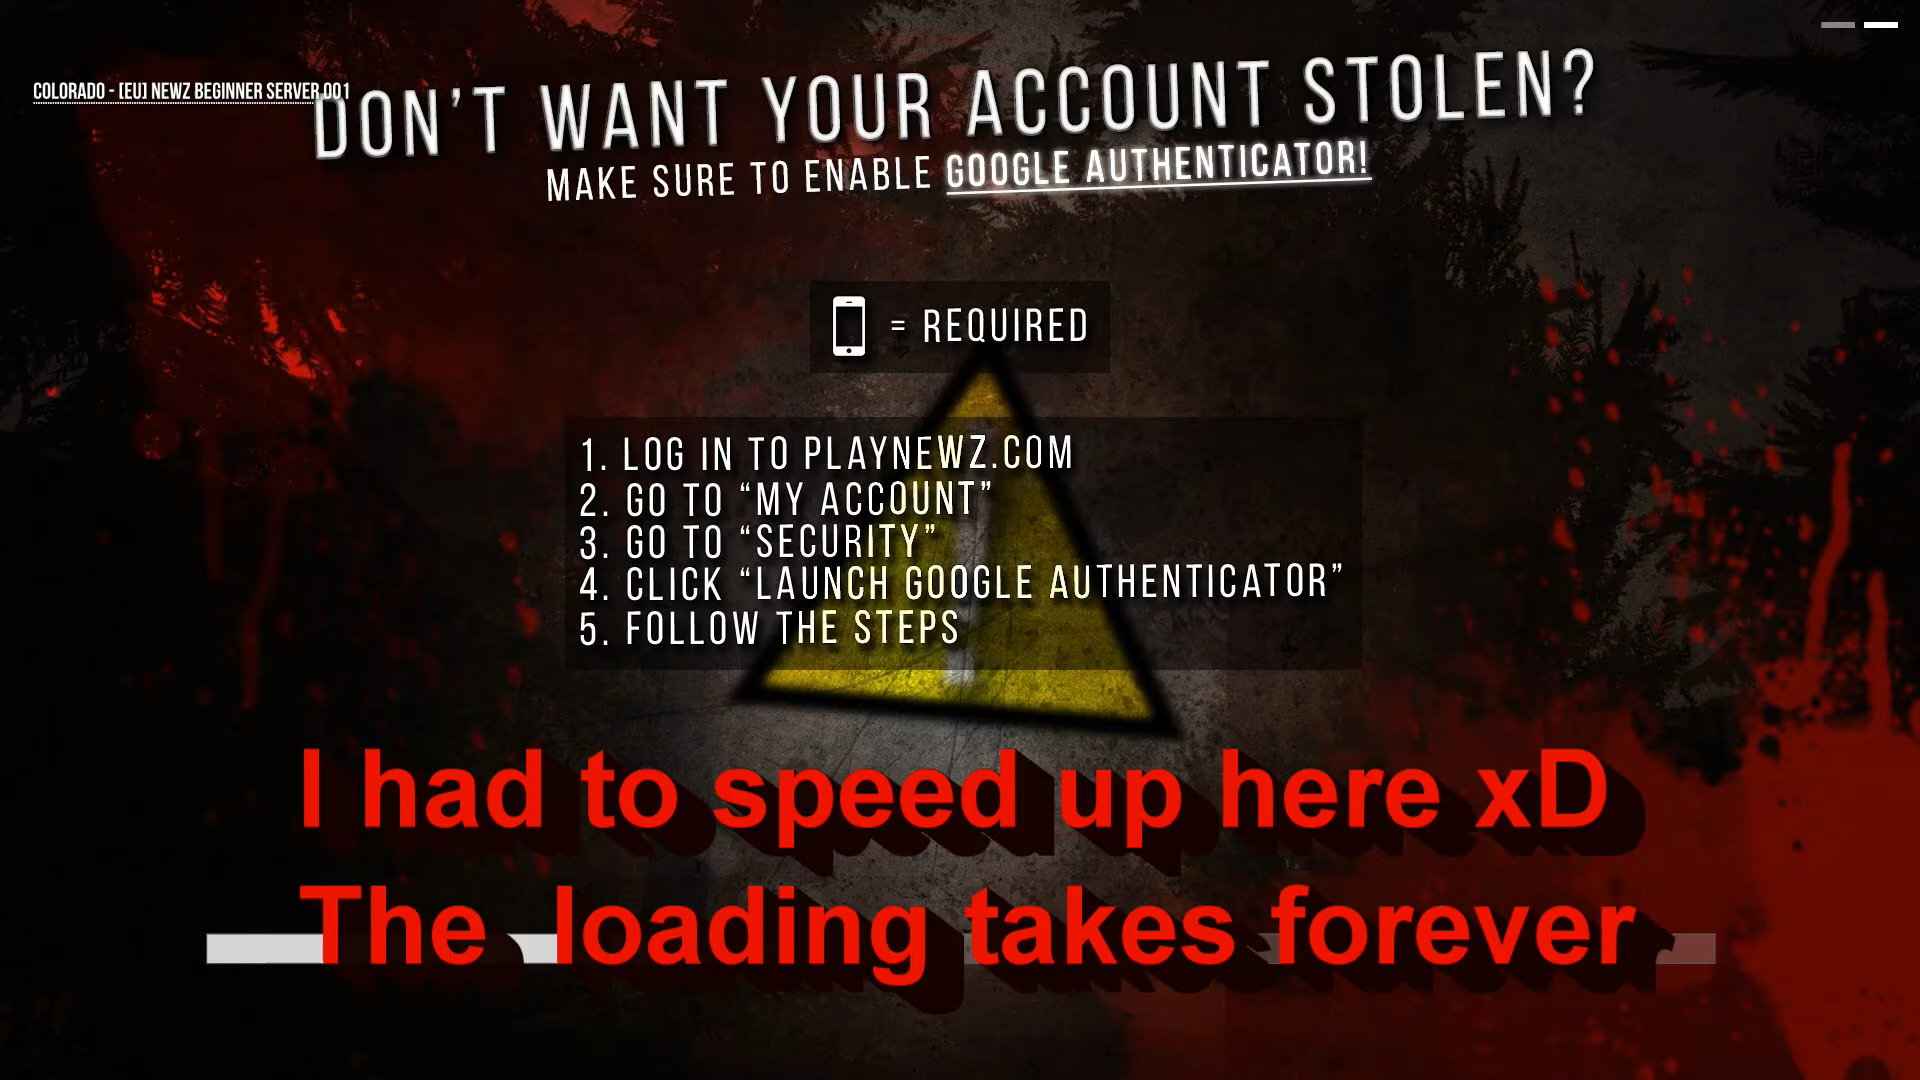 COLORADO - [EU] NEWZ BEGINNER SERVER 001
DON'T WANT YOUR ACCOUNT STOLEN?
MAKE SURE TO ENABLE GOOGLE AUTHENTICATOR!
= REQUIRED
1. LOG IN TO PLAYNEWZ.COM
2. GO TO “MY ACCOUNT”
3. GO TO “SECURITY”
4. CLICK “LAUNCH GOOGLE AUTHENTICATOR”
5. FOLLOW THE STEPS
I had to speed up here xD
The loading takes forever